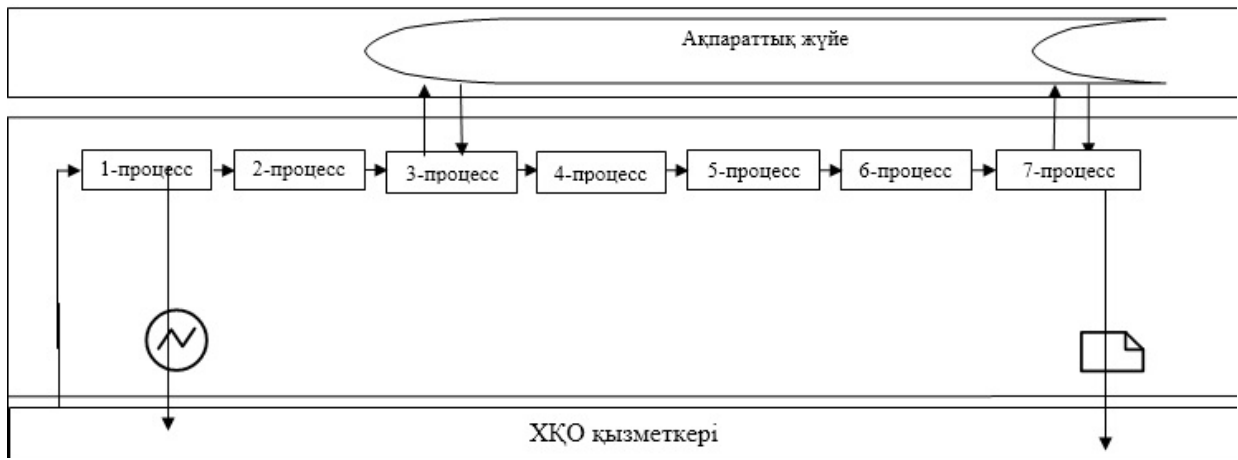 Ақпараттық жүйе
1-процесс
2-процесс
3-процесс
4-процесс
5-процесс
6-процесс
7-процесс
ХҚО қызметкері